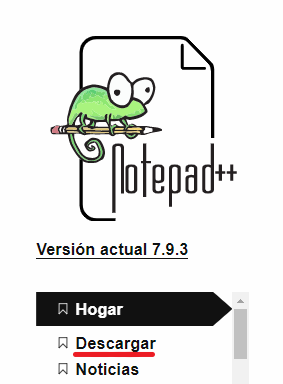 Notepad++
Versión actual 7.9.3
Hogar
Descargar
Noticias